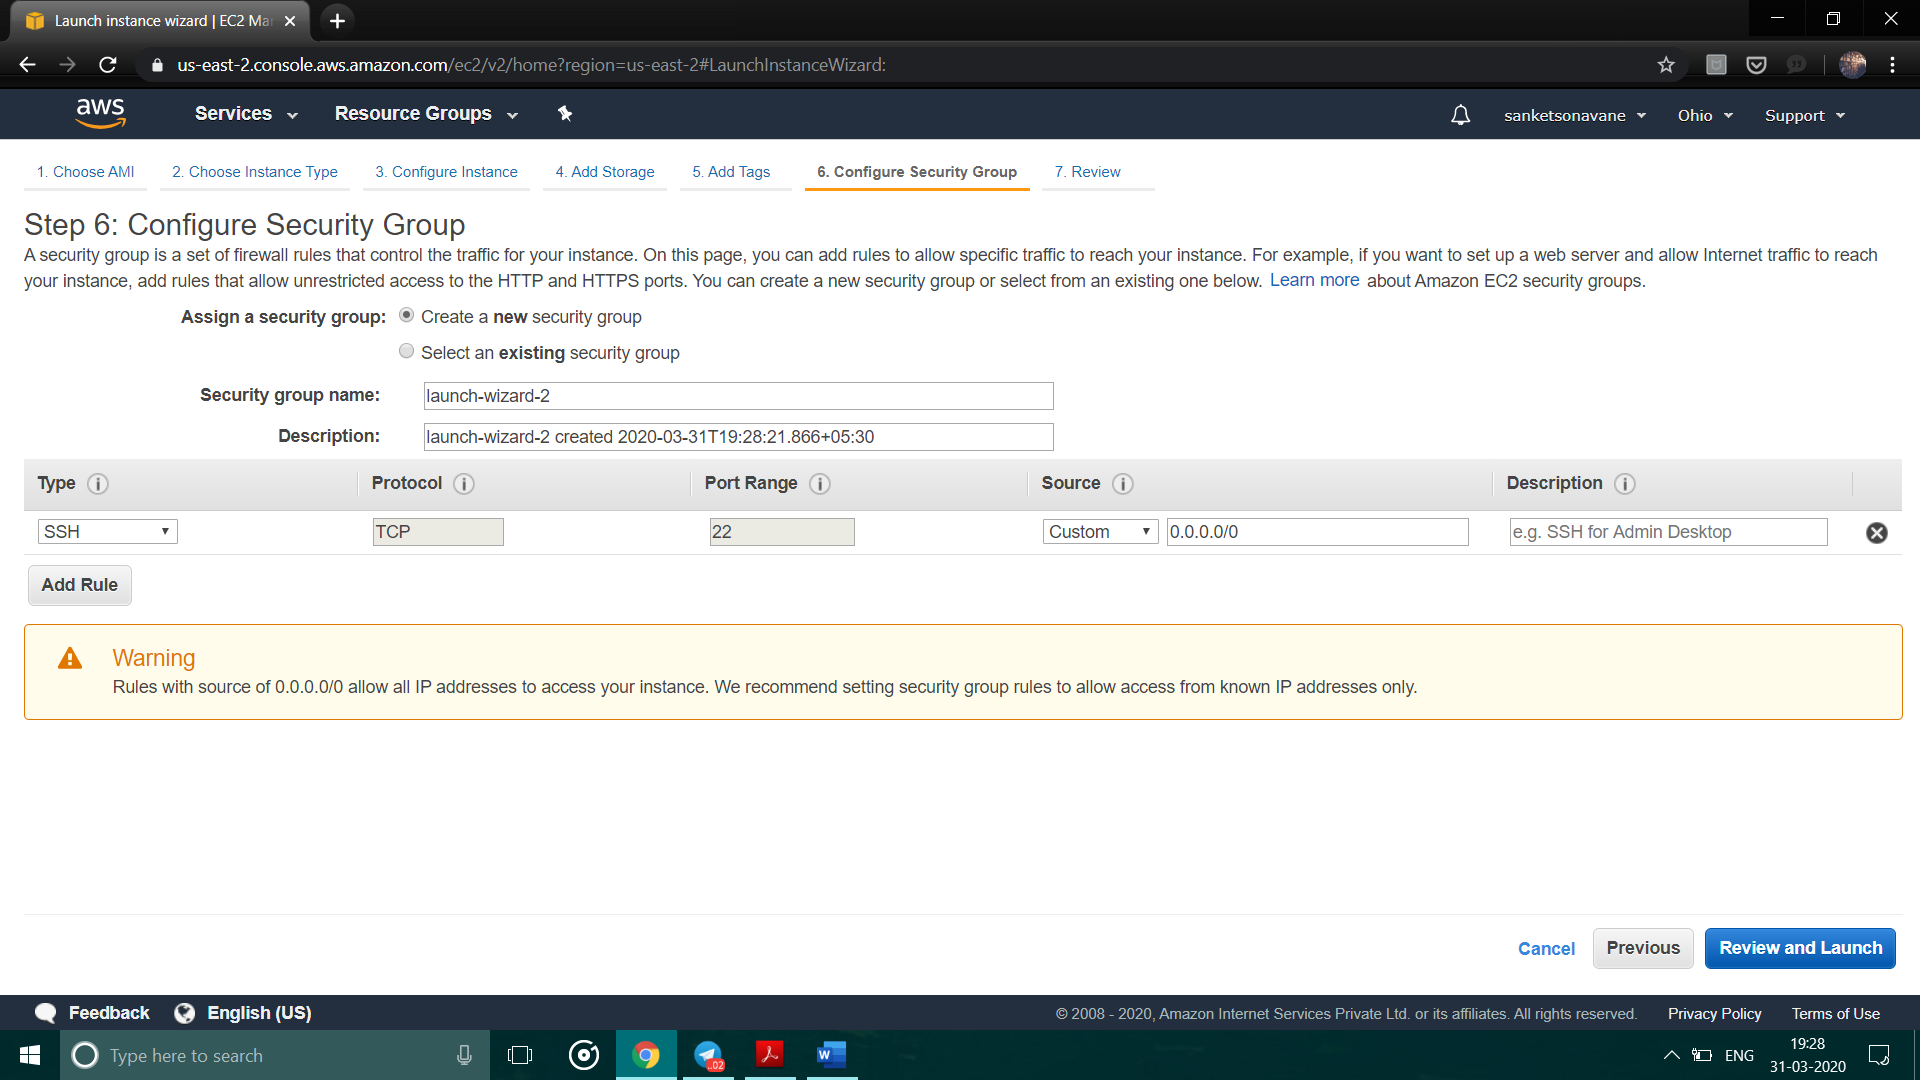 Launch instance wizard | EC2 Mar
us-east-2.console.aws.amazon.com/ec2/v2/home?region=us-east-2#LaunchInstanceWizard:
aws
Services
Resource Groups
sanketsonavane
Ohio
Support
1. Choose AMI
2. Choose Instance Type
3. Configure Instance
4. Add Storage
5. Add Tags
6. Configure Security Group
7. Review
Step 6: Configure Security Group
A security group is a set of firewall rules that control the traffic for your instance. On this page, you can add rules to allow specific traffic to reach your instance. For example, if you want to set up a web server and allow Internet traffic to reach
your instance, add rules that allow unrestricted access to the HTTP and HTTPS ports. You can create a new security group or select from an existing one below. Learn more about Amazon EC2 security groups.
Assign a security group:
Create a new security group
Select an existing security group
Security group name:
launch-wizard-2
Description:
launch-wizard-2 created 2020-03-31T19:28:21.866+05:30
Type
Protocol
Port Range
Source
Description
SSH
TCP
22
Custom
0.0.0.0/0
e.g. SSH for Admin Desktop
Add Rule
Warning
Rules with source of 0.0.0.0/0 allow all IP addresses to access your instance. We recommend setting security group rules to allow access from known IP addresses only.
Cancel
Previous
Review and Launch
Feedback
English (US)
© 2008 - 2020, Amazon Internet Services Private Ltd. or its affiliates. All rights reserved.
Privacy Policy
Terms of Use
Type here to search
..02
W
ENG
19:28
31-03-2020